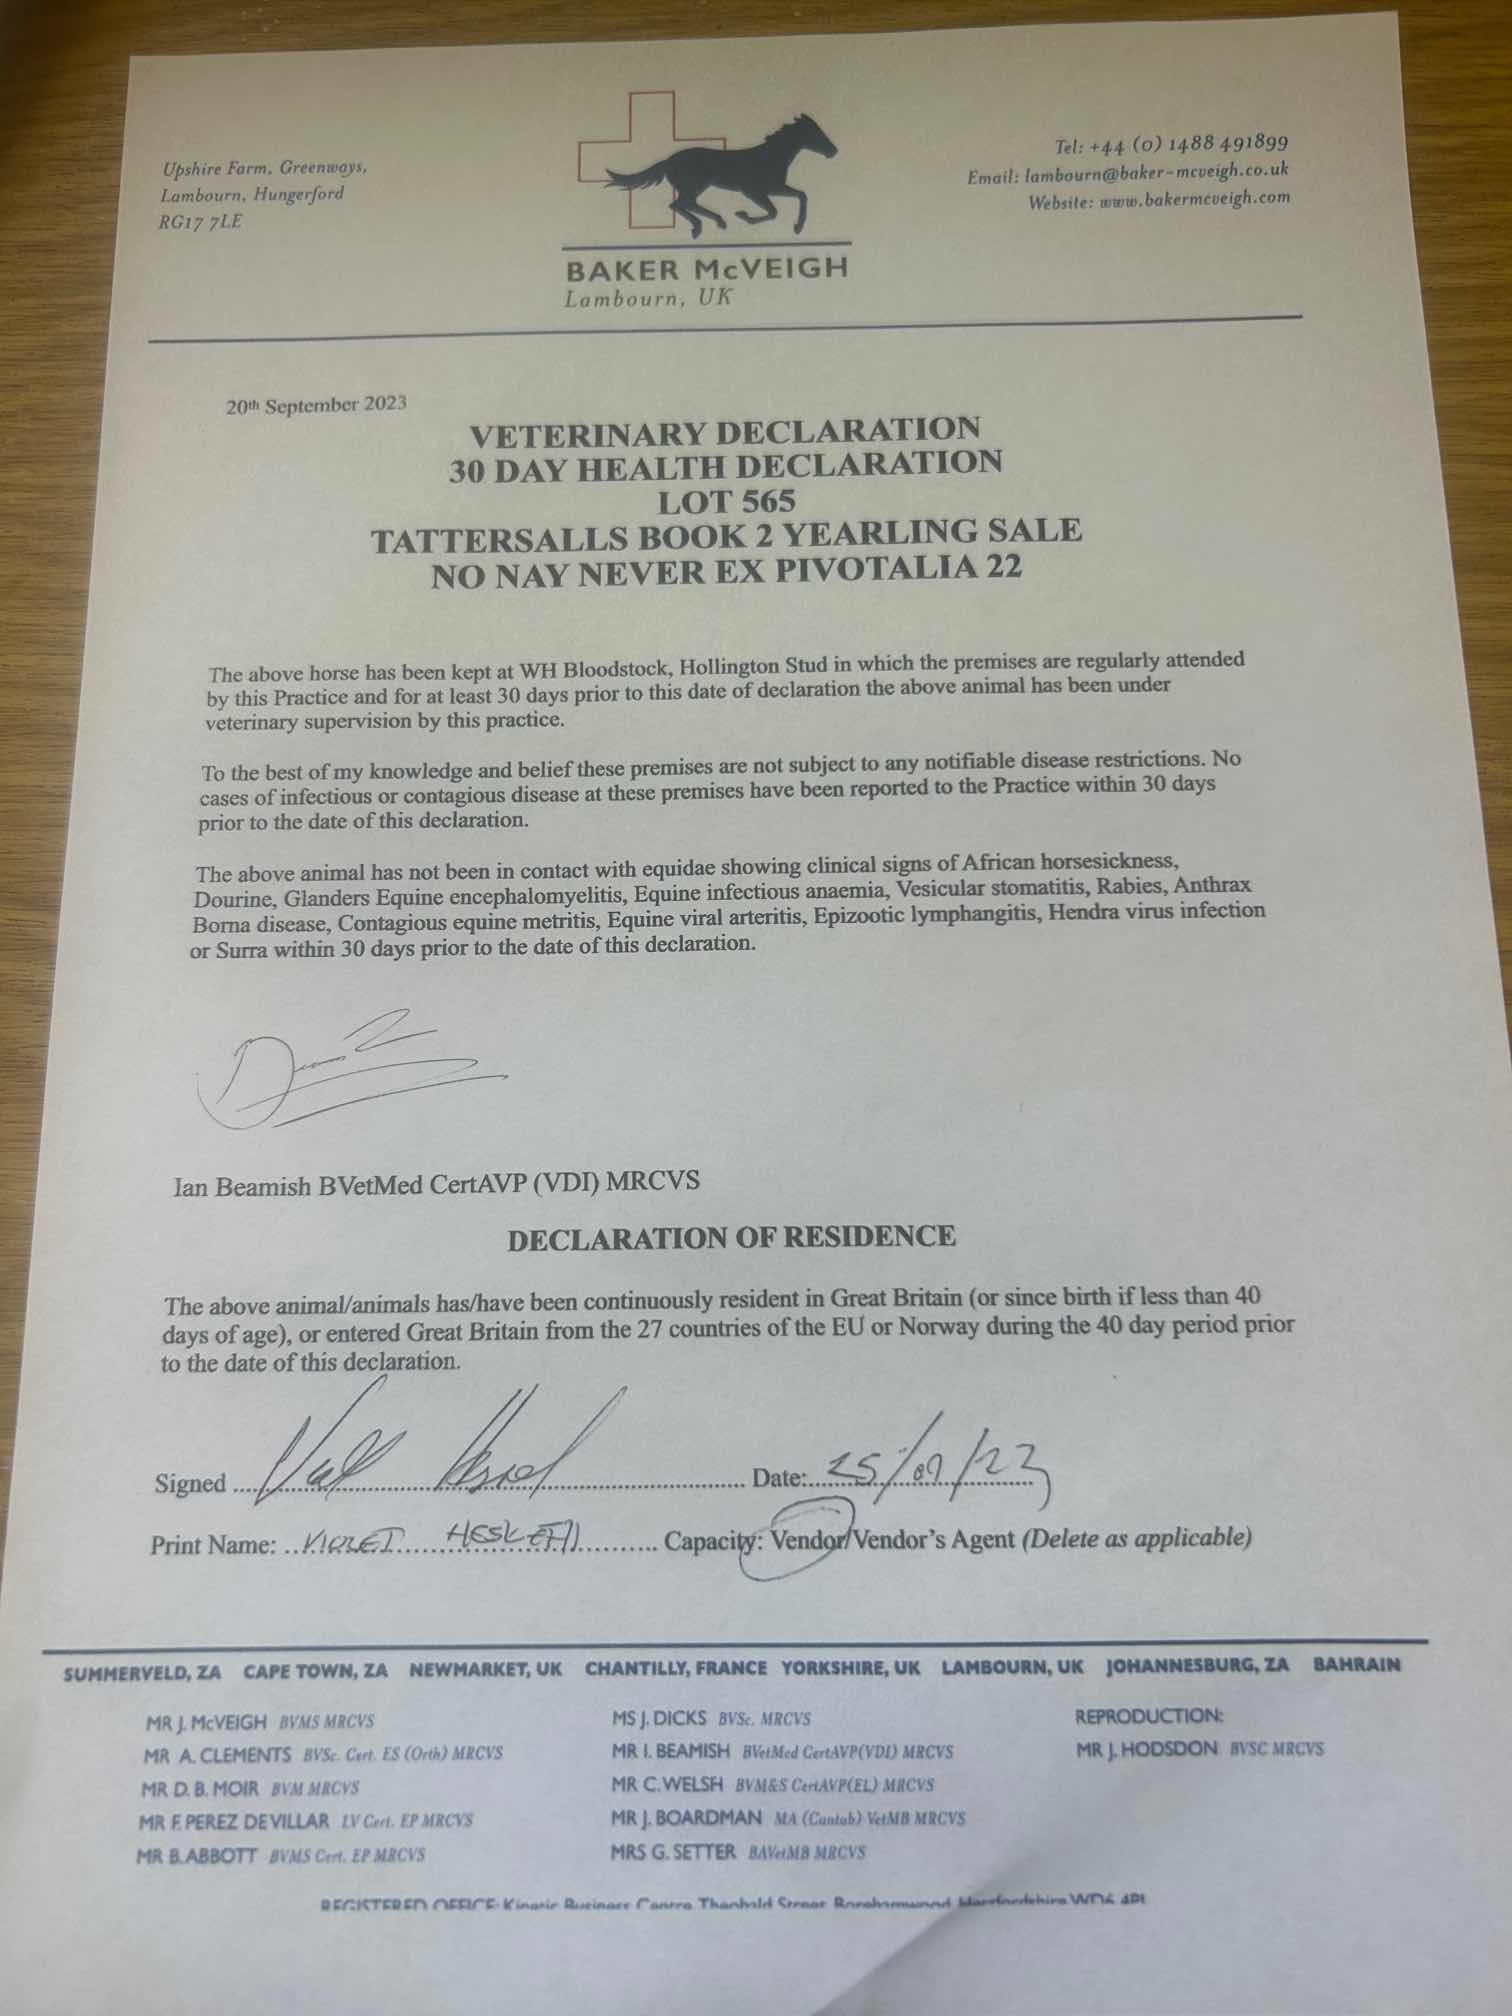 Upshire Farm, Greenways,
Lambourn, Hungerford
RG17 7LE
Tel: +44 (0) 1488 491899
Email: lambourn@baker-mcveigh.co.uk
Website: www.bakermcveigh.com
BAKER McVEIGH
Lambourn, UK
20th September 2023
VETERINARY DECLARATION
30 DAY HEALTH DECLARATION
LOT 565
TATTERSALLS BOOK 2 YEARLING SALE
NO NAY NEVER EX PIVOTALIA 22
The above horse has been kept at WH Bloodstock, Hollington Stud in which the premises are regularly attended
by this Practice and for at least 30 days prior to this date of declaration the above animal has been under
veterinary supervision by this practice.
To the best of my knowledge and belief these premises are not subject to any notifiable disease restrictions. No
cases of infectious or contagious disease at these premises have been reported to the Practice within 30 days
prior to the date of this declaration.
The above animal has not been in contact with equidae showing clinical signs of African horsesickness,
Dourine, Glanders Equine encephalomyelitis, Equine infectious anaemia, Vesicular stomatitis, Rabies, Anthrax
Borna disease, Contagious equine metritis, Equine viral arteritis, Epizootic lymphangitis, Hendra virus infection
or Surra within 30 days prior to the date of this declaration.
Ian Beamish BVetMed CertAVP (VDI) MRCVS
DECLARATION OF RESIDENCE
The above animal/animals has/have been continuously resident in Great Britain (or since birth if less than 40
days of age), or entered Great Britain from the 27 countries of the EU or Norway during the 40 day period prior
to the date of this declaration.
Signed Date: 25/09/23
Print Name: VIOLET HESKETH Capacity: Vendor/Vendor's Agent (Delete as applicable)
SUMMERVELD, ZA CAPE TOWN, ZA NEWMARKET, UK CHANTILLY, FRANCE YORKSHIRE, UK LAMBOURN, UK JOHANNESBURG, ZA BAHRAIN
MR J. McVEIGH BVMS MRCVS
MR A. CLEMENTS BVSc. Cert. ES (Orth) MRCVS
MR D. B. MOIR BVM MRCVS
MR F. PEREZ DEVILLAR LV Cert. EP MRCVS
MR B. ABBOTT BVMS Cert. EP MRCVS
MS J. DICKS BVSc. MRCVS
MR I. BEAMISH BVetMed CertAVP(VDI) MRCVS
MR C. WELSH BVM&S CertAVP(EL) MRCVS
MR J. BOARDMAN MA (Cantab) VetMB MRCVS
MRS G. SETTER BAVetMB MRCVS
REPRODUCTION:
MR J. HODSDON BVSC MRCVS
REGISTERED OFFICE: Business Centre